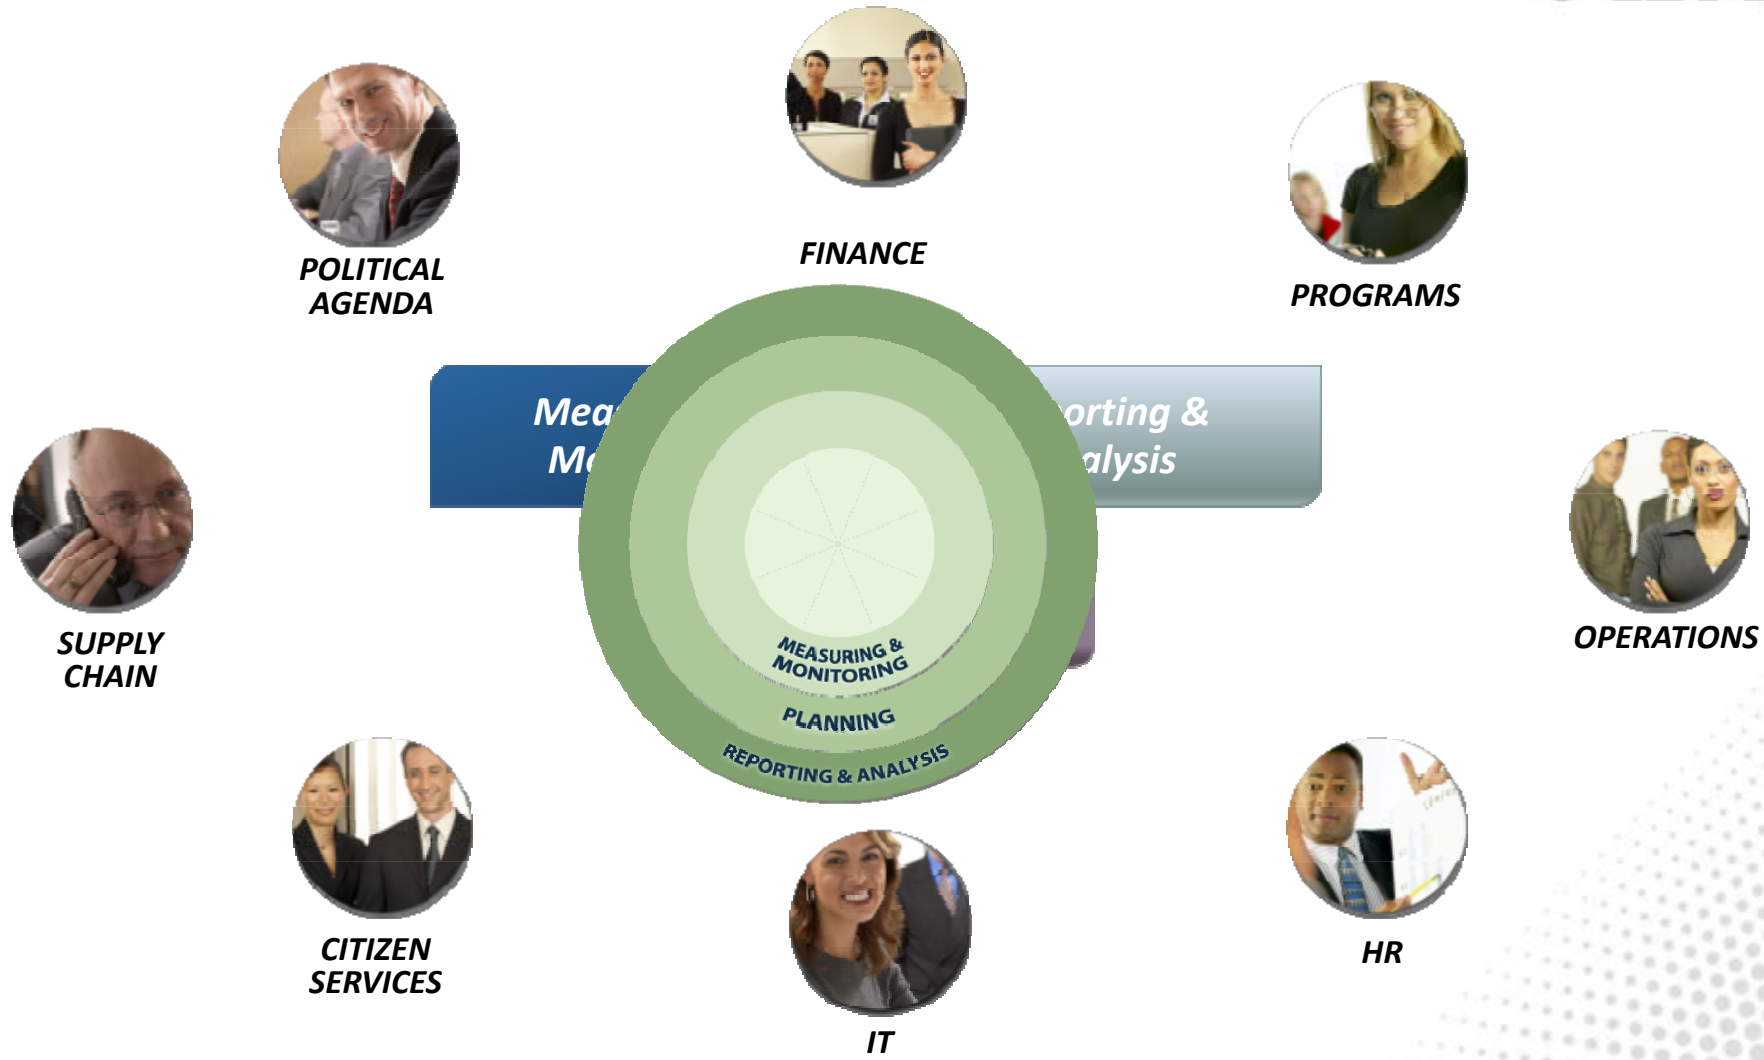 FINANCE
POLITICAL
AGENDA
PROGRAMS
orting &
alysis
SUPPLY
CHAIN
OPERATIONS
MEASURING &
MONITORING
PLANNING
REPORTING & ANALYSIS
CITIZEN
SERVICES
HR
IT